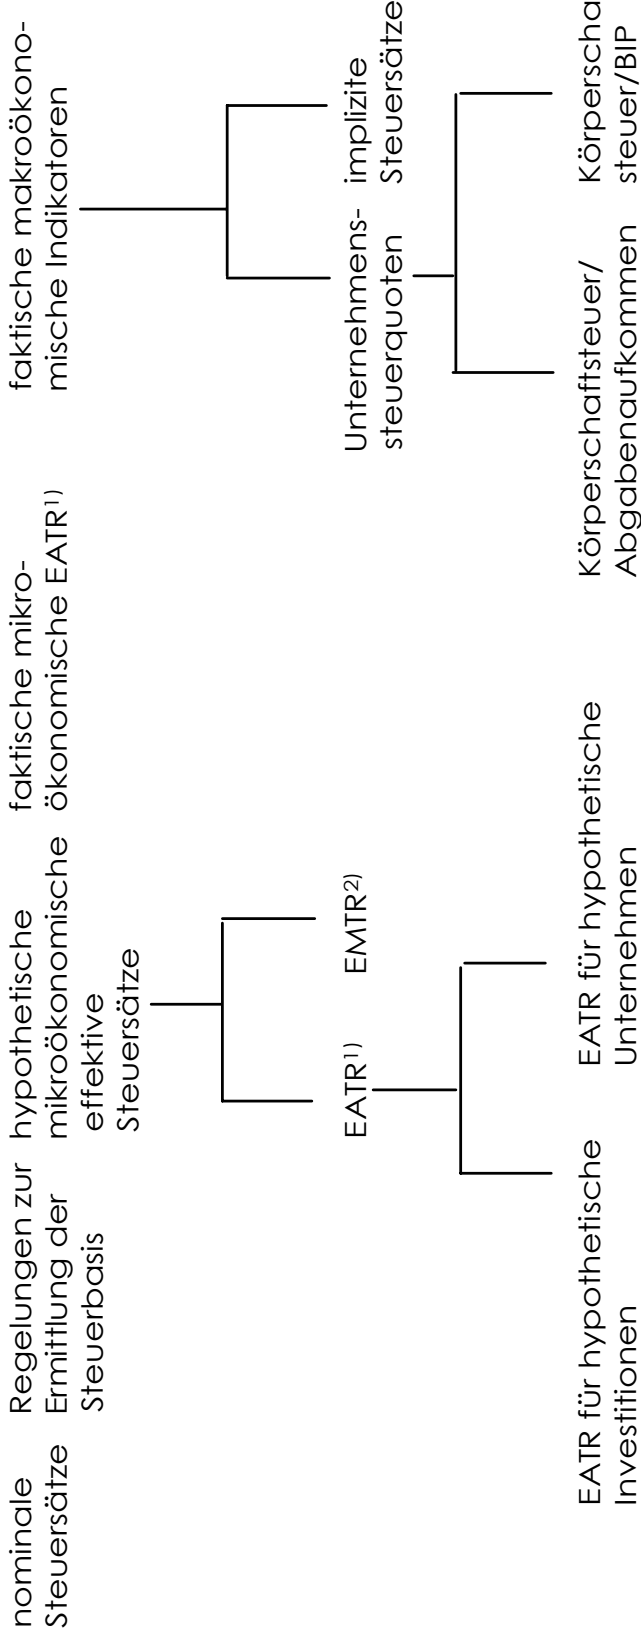 nominale
Steuersätze
Regelungen zur
Ermittlung der
Steuerbasis
hypothetische
mikroökonomische
effektive
Steuersätze
faktische mikro-
ökonomische EATR1)
faktische makroökono-
mische Indikatoren
EATR1)
EMTR2)
Unternehmens-
steuerquoten
implizite
Steuersätze
EATR für hypothetische
Investitionen
EATR für hypothetische
Unternehmen
Körperschaftsteuer/
Abgabenaufkommen
Körperscha
steuer/BIP